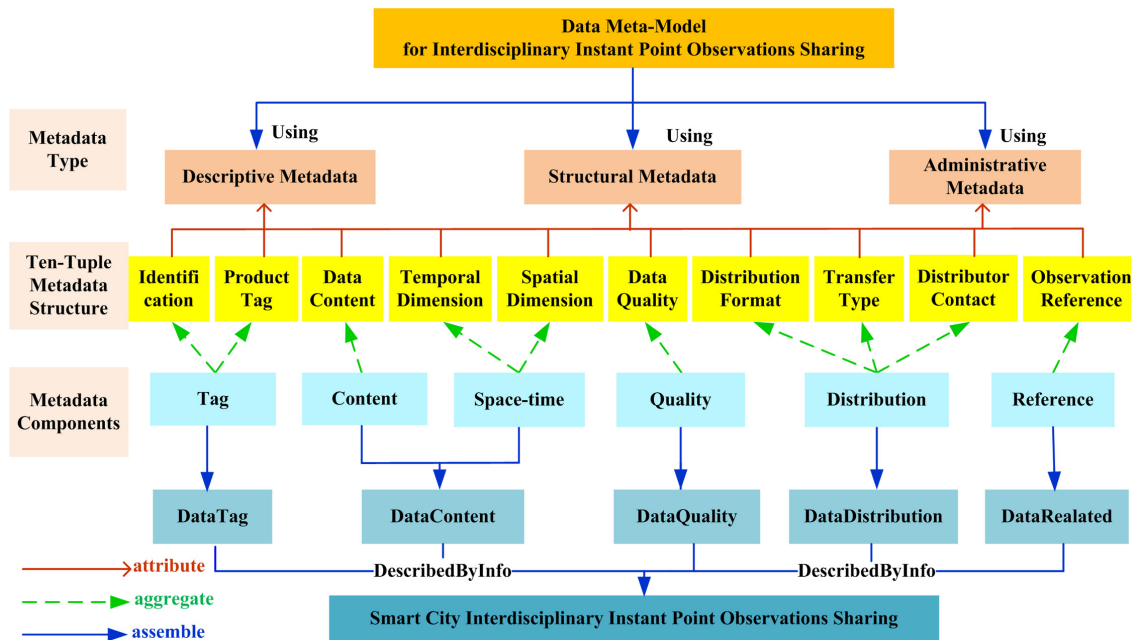 Data Meta-Model
for Interdisciplinary Instant Point Observations Sharing
Using
Using
Using
Metadata
Type
Descriptive Metadata
Structural Metadata
Administrative
Metadata
Ten-Tuple
Metadata
Structure
Identifi
cation
Product
Tag
Data
Content
Temporal
Dimension
Spatial
Dimension
Data
Quality
Distribution
Format
Transfer
Type
Distributor
Contact
Observation
Reference
Metadata
Components
Tag
Content
Space-time
Quality
Distribution
Reference
DataTag
DataContent
DataQuality
DataDistribution
DataRealated
attribute
DescribedByInfo
DescribedByInfo
aggregate
Smart City Interdisciplinary Instant Point Observations Sharing
assemble